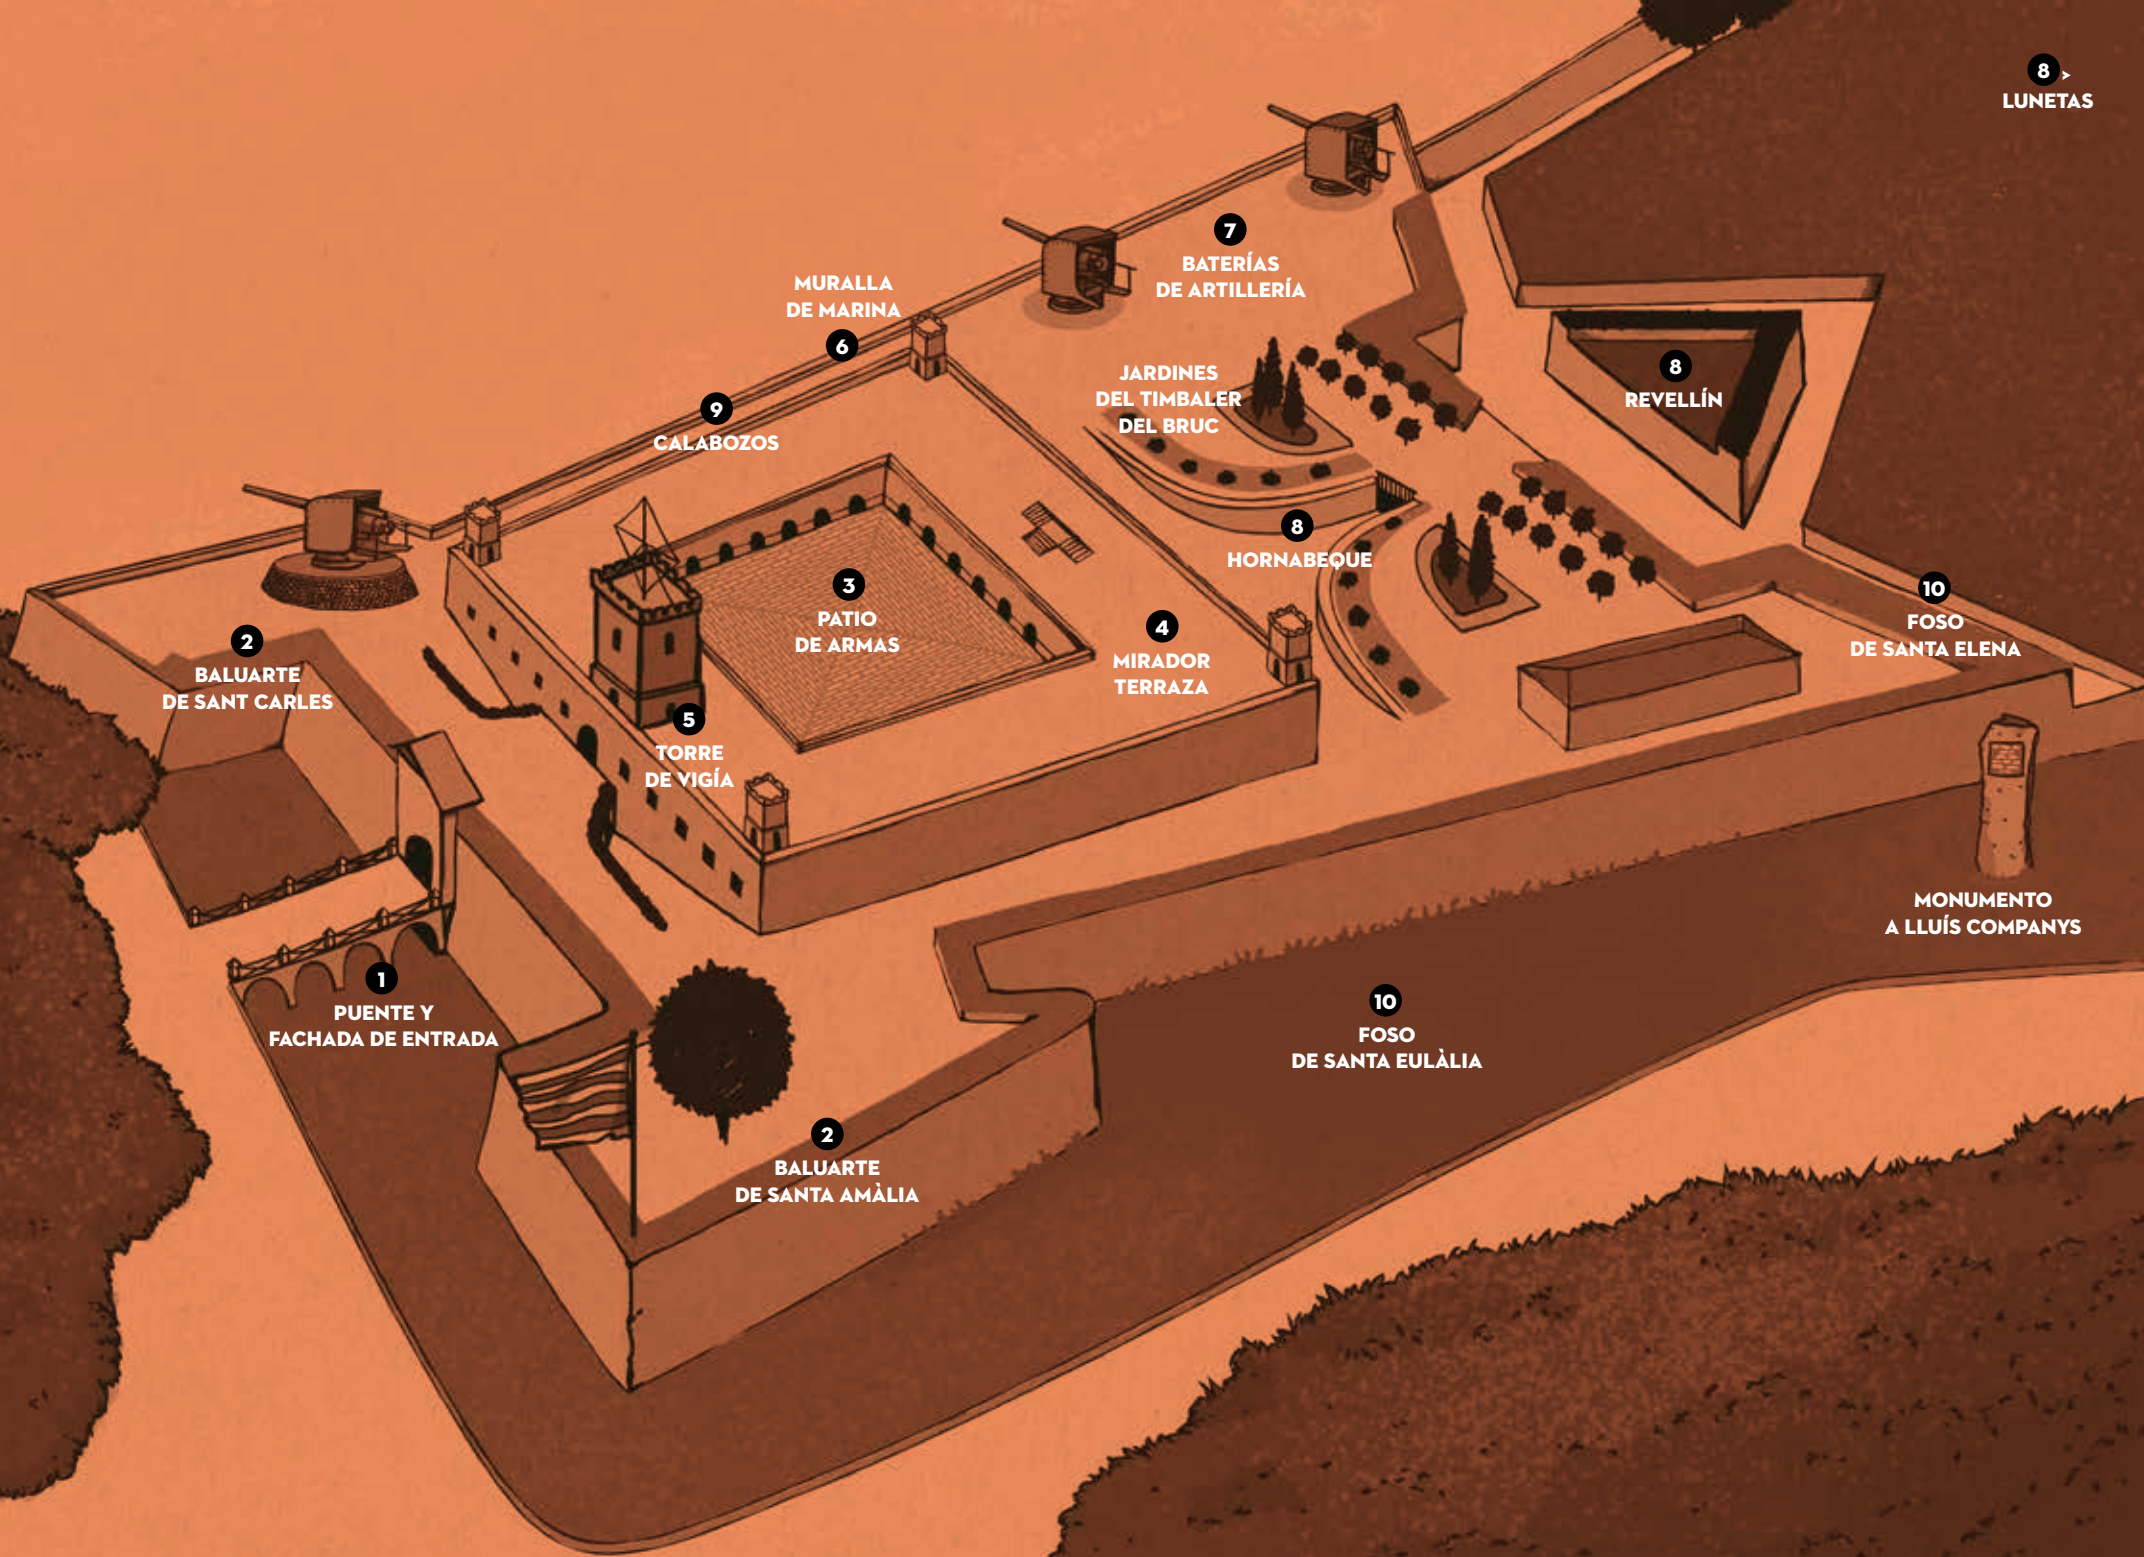 8 >
LUNETAS
7
BATERÍAS
DE ARTILLERÍA
MURALLA
DE MARINA
6
JARDINES
DEL TIMBALER
DEL BRUC
8
REVELLÍN
9
CALABOZOS
8
HORNABEQUE
3
PATIO
DE ARMAS
4
MIRADOR
TERRAZA
10
FOSO
DE SANTA ELENA
2
BALUARTE
DE SANT CARLES
5
TORRE
DE VIGÍA
MONUMENTO
A LLUÍS COMPANYS
1
PUENTE Y
FACHADA DE ENTRADA
10
FOSO
DE SANTA EULÀLIA
2
BALUARTE
DE SANTA AMÀLIA